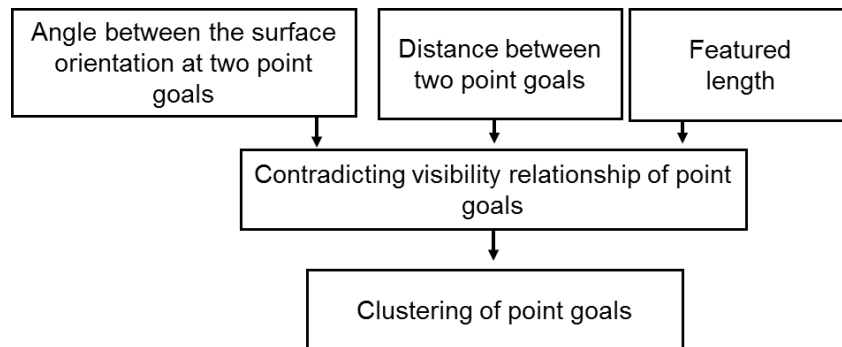 Angle between the surface
orientation at two point
goals
Distance between
two point goals
Featured
length
Contradicting visibility relationship of point
goals
Clustering of point goals